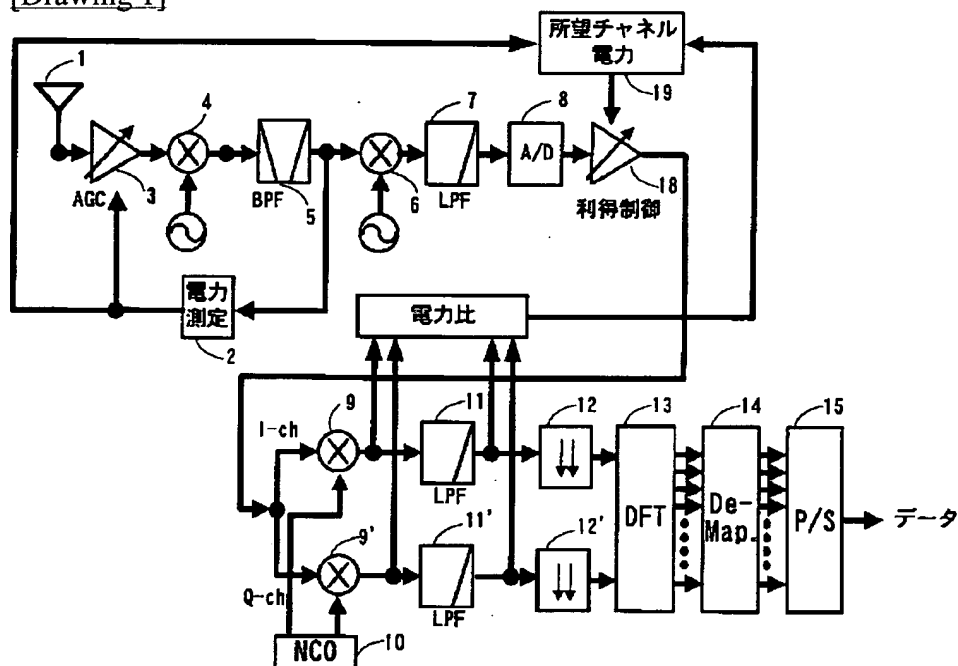 [Drawing 1]
所望チャネル
電力
19
1
4
7
8
A/D
3
AGC
BPF
5
6
LPF
18
利得制御
電力
測定
2
電力比
9
11
12
13
14
15
I-ch
LPF
DFT
De-
Map.
P/S
データ
9'
11'
12'
Q-ch
LPF
NCO
10